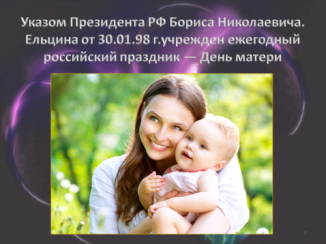 Указом Президента РФ Бориса Николаевича.
Ельцина от 30.01.98 г.учрежден ежегодный
российский праздник — День матери